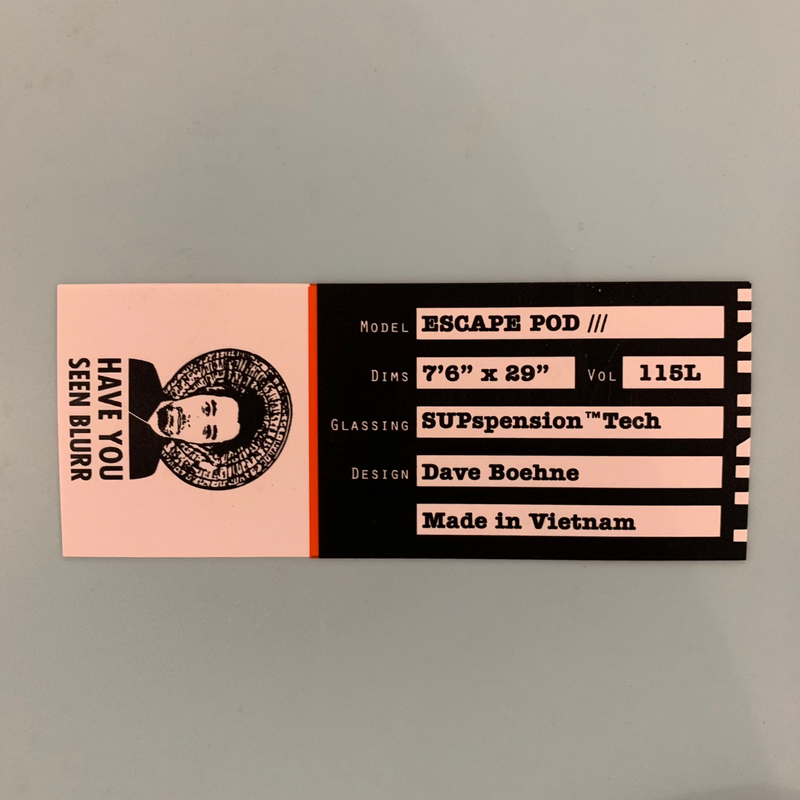 HAVE YOU
SEEN BLURR
MODEL ESCAPE POD ///
DIMS 7’6” x 29” VOL 115L
GLASSING SUPspension™Tech
DESIGN Dave Boehne
Made in Vietnam